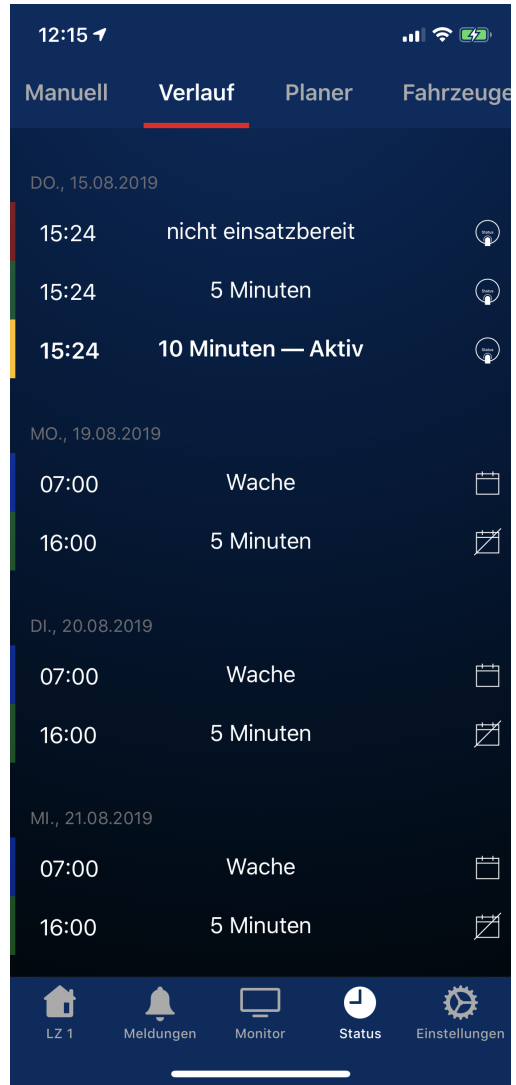 12:15
Manuell Verlauf Planer Fahrzeuge
DO., 15.08.2019
15:24 nicht einsatzbereit Status
15:24 5 Minuten Status
15:24 10 Minuten — Aktiv Status
MO., 19.08.2019
07:00 Wache
16:00 5 Minuten
DI., 20.08.2019
07:00 Wache
16:00 5 Minuten
MI., 21.08.2019
07:00 Wache
16:00 5 Minuten
LZ 1 Meldungen Monitor Status Einstellungen